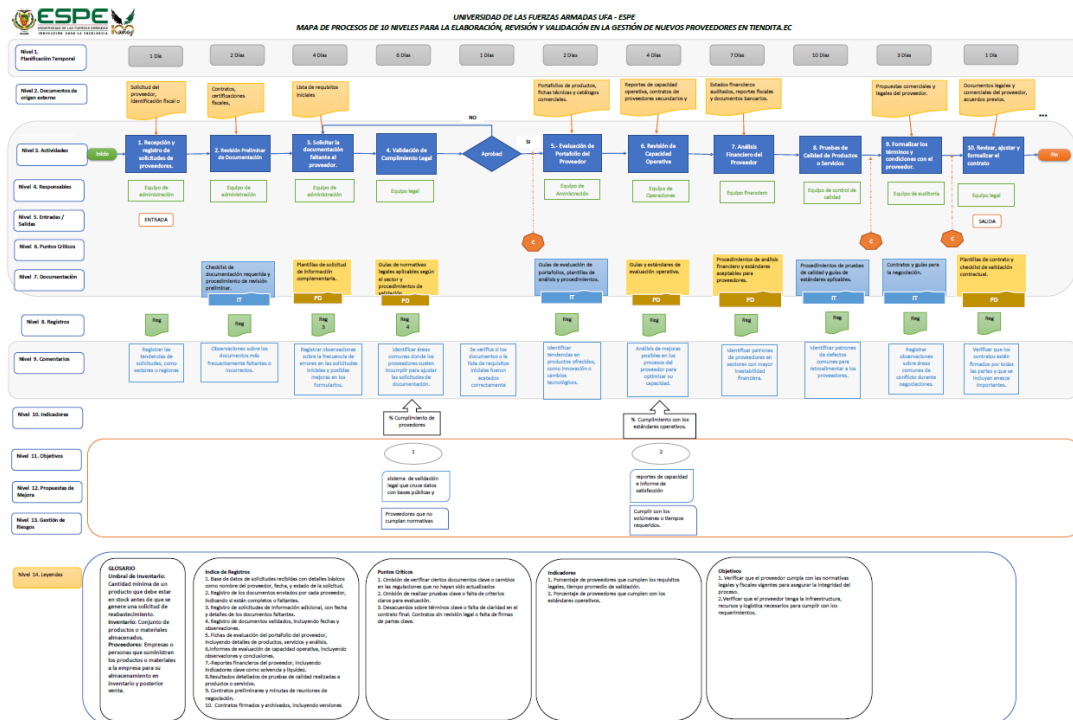 ESPE
UNIVERSIDAD DE LAS FUERZAS ARMADAS
INNOVACIÓN PARA LA EXCELENCIA
UNIVERSIDAD DE LAS FUERZAS ARMADAS UFA - ESPE
MAPA DE PROCESOS DE 10 NIVELES PARA LA ELABORACIÓN, REVISIÓN Y VALIDACIÓN EN LA GESTIÓN DE NUEVOS PROVEEDORES EN TIENDITA.EC
Nivel 1.
Planificación Temporal
1 Día
2 Días
4 Días
6 Días
1 Días
2 Días
4 Días
7 Días
10 Días
3 Días
1 Día
Nivel 2. Documentos de
origen externo
Solicitud del
proveedor,
identificación fiscal o
Contratos,
certificaciones
fiscales,
Lista de requisitos
iniciales
Portafolios de productos,
fichas técnicas y catálogos
comerciales.
Reportes de capacidad
operativa, contratos de
proveedores secundarios y
Estados financieros
auditados, reportes fiscales
y documentos bancarios.
Propuestas comerciales y
legales del proveedor.
Documentos legales y
comerciales del proveedor,
acuerdos previos.
...
NO
SI
Nivel 3. Actividades
Inicio
1. Recepción y
registro de
solicitudes de
proveedores.
2. Revisión Preliminar
de Documentación
3. Solicitar la
documentación
faltante al
proveedor.
4. Validación de
Cumplimiento Legal
Aprobad
5.- Evaluación de
Portafolio del
Proveedor
6. Revisión de
Capacidad
Operativa
7. Análisis
Financiero del
Proveedor
8. Pruebas de
Calidad de Productos
o Servicios
9. Formalizar los
términos y
condiciones con el
proveedor.
10. Revisar, ajustar y
formalizar el
contrato
Fin
Nivel 4. Responsables
Equipo de
administración
Equipo de
administración
Equipo de
administración
Equipo legal
Equipo de
Aministración
Equipo de
Operaciones
Equipo financiero
Equipo de control de
calidad
Equipo de auditoria
Equipo legal
Nivel 5. Entradas /
Salidas
ENTRADA
SALIDA
Nivel 6. Puntos Críticos
C
C
C
Nivel 7. Documentación
Checklist de
documentación requerida y
procedimiento de revisión
preliminar.
IT
Plantillas de solicitud
de información
complementaria.
PD
Guías de normativas
legales aplicables según
el sector y
procedimientos de
PD
Guías de evaluación de
portafolios, plantillas de
análisis y procedimientos.
IT
Guías y estándares de
evaluación operativa.
PD
Procedimientos de análisis
financiero y estándares
aceptables para
proveedores.
PD
Procedimientos de pruebas
de calidad y guías de
estándares aplicables.
IT
Contratos y guías para
la negociación.
IT
Plantillas de contrato y
checklist de validación
contractual.
PD
Nivel 8. Registros
Reg
Reg
Reg
3
Reg
4
Reg
Reg
Reg
Reg
Reg
Reg
Nivel 9. Comentarios
Registrar las
tendencias de
solicitudes, como
sectores o regiones
Observaciones sobre los
documentos más
frecuentemente faltantes o
incorrectos.
Registrar observaciones
sobre la frecuencia de
errores en las solicitudes
iniciales y posibles
mejoras en los
formularios.
Identificar áreas
comunes donde los
proveedores suelen
incumplir para ajustar
las solicitudes de
documentación.
Se verifica si los
documentos o la
lista de requisitos
iniciales fueron
acatados
correctamente
Identificar
tendencias en
productos ofrecidos,
como innovación o
cambios
tecnológicos.
Análisis de mejoras
posibles en los
procesos del
proveedor para
optimizar su
capacidad.
Identificar patrones
de proveedores en
sectores con mayor
inestabilidad
financiera.
Identificar patrones
de defectos
comunes para
retroalimentar a los
proveedores.
Registrar
observaciones
sobre áreas
comunes de
conflicto durante
negociaciones.
Verificar que los
contratos estén
firmados por todas
las partes y que se
incluyan anexos
importantes.
Nivel 10. Indicadores
% Cumplimiento de
provedores
% Cumplimiento con los
estándares operativos.
Nivel 11. Objetivos
1
2
Nivel 12. Propuestas de
Mejora
sistema de validación
legal que cruce datos
con bases públicas y
reportes de capacidad
e informe de
satisfacción
Nivel 13. Gestión de
Riesgos
Proveedores que no
cumplan normativas
Cumplir con los
volúmenes o tiempos
requeridos.
Nivel 14. Leyendas
GLOSARIO
Umbral de Inventario:
Cantidad mínima de un
producto que debe estar
en stock antes de que se
genere una solicitud de
reabastecimiento.
Inventario: Conjunto de
productos o materiales
almacenados.
Proveedores: Empresas o
personas que suministran
los productos o materiales
a la empresa para su
almacenamiento en
inventario y posterior
venta.
Indice de Registros
1. Base de datos de solicitudes recibidas con detalles básicos
como nombre del proveedor, fecha, y estado de la solicitud.
2. Registro de los documentos enviados por cada proveedor,
indicando si están completos o faltantes.
3. Registro de solicitudes de información adicional, con fecha
y detalles de los documentos faltantes.
4. Registro de documentos validados, incluyendo fechas y
observaciones.
5. Fichas de evaluación del portafolio del proveedor,
incluyendo detalles de productos, servicios y análisis.
6.Informes de evaluación de capacidad operativa, incluyendo
observaciones y conclusiones.
7.-Reportes financieros del proveedor, incluyendo
indicadores clave como solvencia y liquidez.
8.Resultados detallados de pruebas de calidad realizadas a
productos o servicios.
9. Contratos preliminares y minutas de reuniones de
negociación.
10. Contratos firmados y archivados, incluyendo versiones
Puntos Críticos
1. Omisión de verificar ciertos documentos clave o cambios
en las regulaciones que no hayan sido actualizados
2. Omisión de realizar pruebas clave o falta de criterios
claros para evaluación.
3. Desacuerdos sobre términos clave o falta de claridad en el
contrato final. Contratos sin revisión legal o falta de firmas
de partes clave.
Indicadores
1. Porcentaje de proveedores que cumplen los requisitos
legales, tiempo promedio de validación.
2. Porcentaje de proveedores que cumplen con los
estándares operativos.
Objetivo
1. Verificar que el proveedor cumpla con las normativas
legales y fiscales vigentes para asegurar la integridad del
proceso.
2. Verificar que el proveedor tenga la infraestructura,
recursos y logística necesarios para cumplir con los
requerimientos.